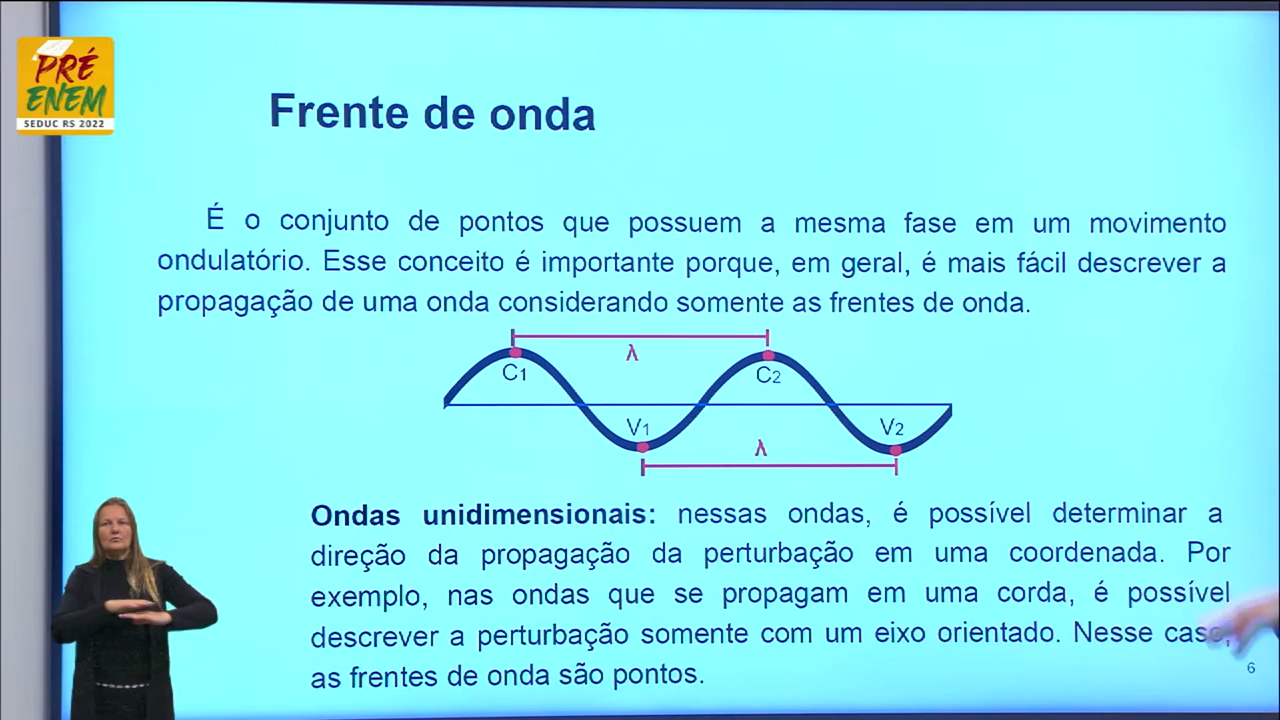 PRÉ
ENEM
SEDUC RS 2022
Frente de onda
É o conjunto de pontos que possuem a mesma fase em um movimento
ondulatório. Esse conceito é importante porque, em geral, é mais fácil descrever a
propagação de uma onda considerando somente as frentes de onda.
λ
C1
C2
V1
V2
λ
Ondas unidimensionais: nessas ondas, é possível determinar a
direção da propagação da perturbação em uma coordenada. Por
exemplo, nas ondas que se propagam em uma corda, é possível
descrever a perturbação somente com um eixo orientado. Nesse caso,
as frentes de onda são pontos.
6